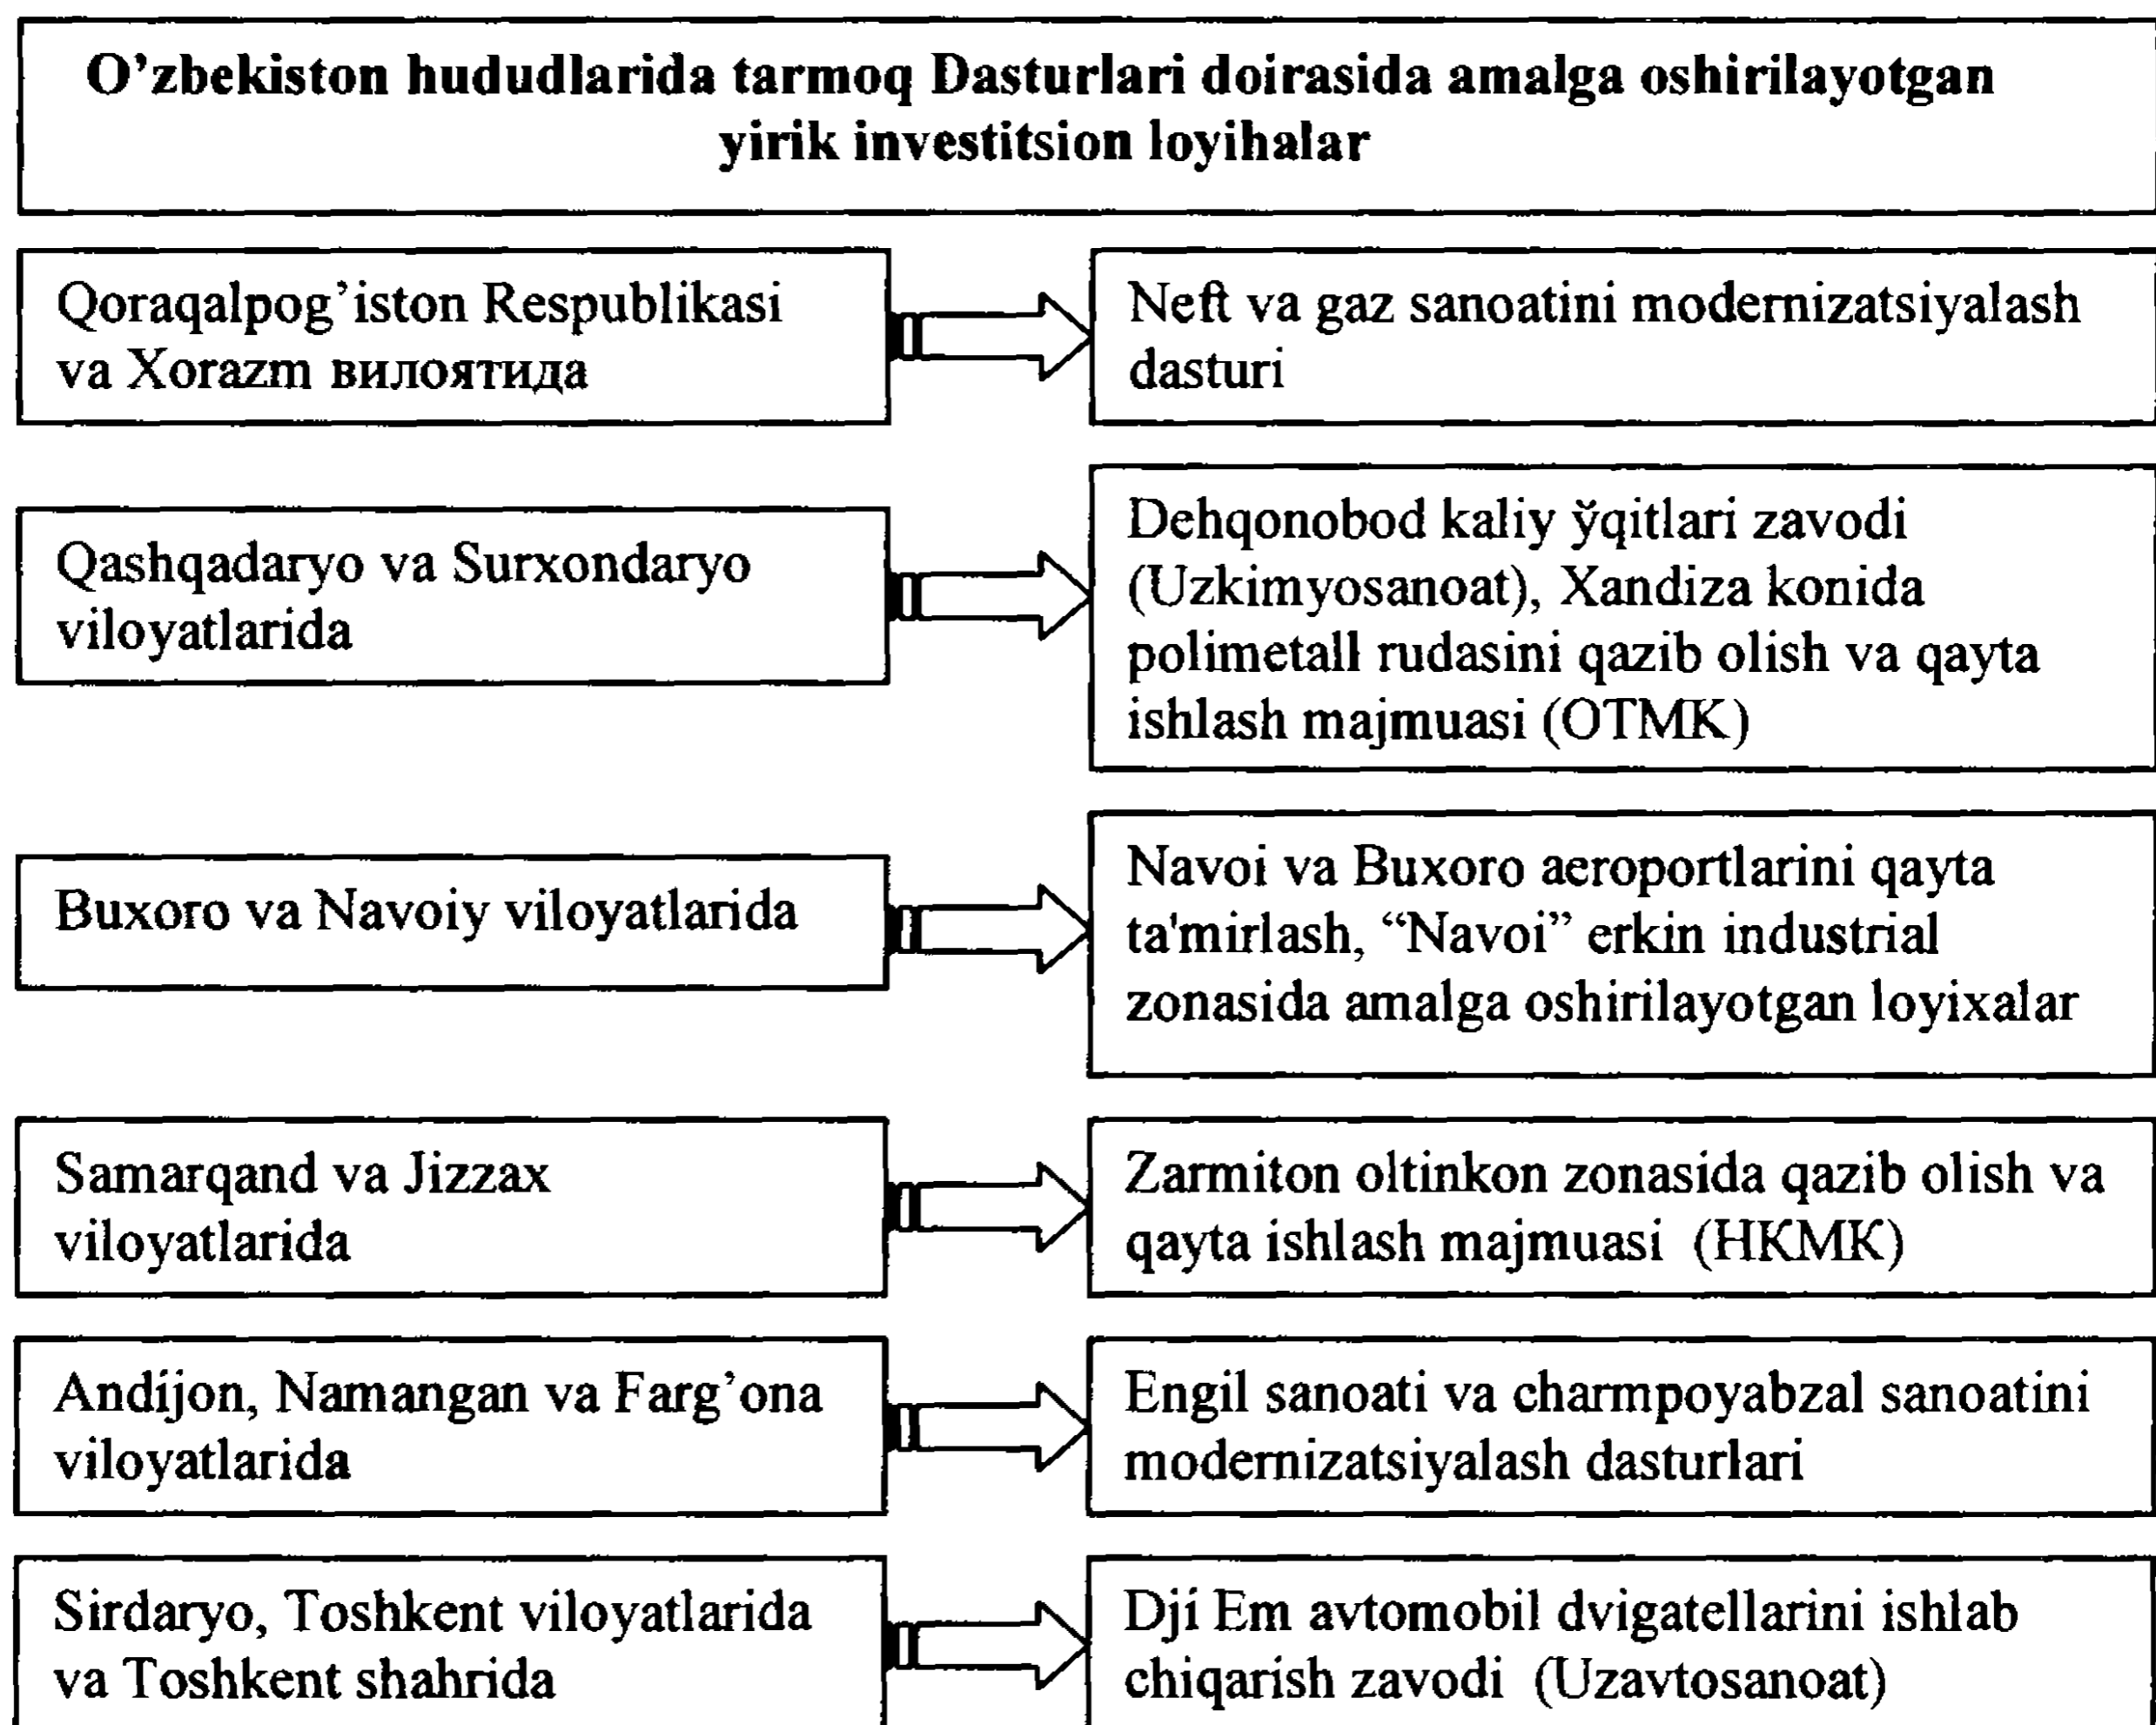 O’zbekiston hududlarida tarmoq Dasturlari doirasida amalga oshirilayotgan
yirik investitsion loyihalar
Qoraqalpog’iston Respublikasi
va Xorazm вилоятида
Neft va gaz sanoatini modernizatsiyalash
dasturi
Qashqadaryo va Surxondaryo
viloyatlarida
Dehqonobod kaliy ўqitlari zavodi
(Uzkimyosanoat), Xandiza konida
polimetall rudasini qazib olish va qayta
ishlash majmuasi (OTMK)
Buxoro va Navoiy viloyatlarida
Navoi va Buxoro aeroportlarini qayta
ta'mirlash, “Navoi” erkin industrial
zonasida amalga oshirilayotgan loyixalar
Samarqand va Jizzax
viloyatlarida
Zarmiton oltinkon zonasida qazib olish va
qayta ishlash majmuasi (НКМК)
Andijon, Namangan va Farg’ona
viloyatlarida
Engil sanoati va charmpoyabzal sanoatini
modernizatsiyalash dasturlari
Sirdaryo, Toshkent viloyatlarida
va Toshkent shahrida
Dji Em avtomobil dvigatellarini ishlab
chiqarish zavodi (Uzavtosanoat)